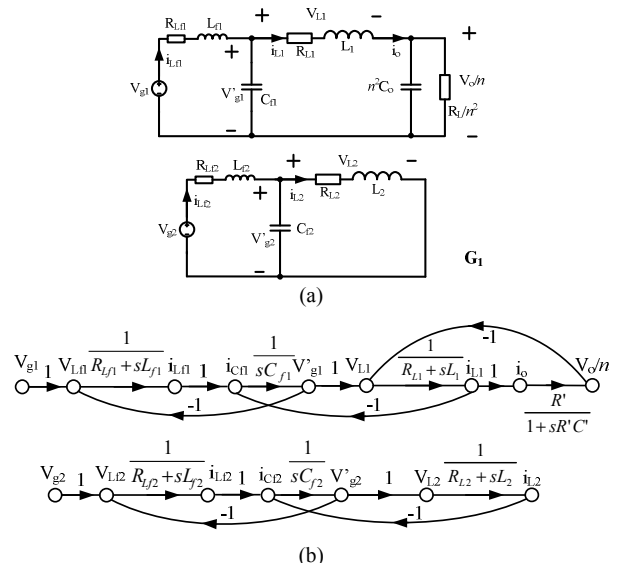 + V_L1 −
R_Lf1 L_f1 + i_L1 R_L1 L_1 i_o +
i_Lf1
V_g1 V'_g1 C_f1 n²C_o V_o/n
R_L/n²
− −
+ V_L2 −
R_Lf2 L_f2 + i_L2 R_L2 L_2
i_Lf2
V_g2 V'_g2 C_f2
− G_1
(a)
-1
V_g1 1 V_Lf1 1/(R_Lf1+sL_f1) i_Lf1 1 i_Cf1 1/(sC_f1) V'_g1 1 V_L1 1/(R_L1+sL_1) i_L1 1 i_o R'/(1+sR'C') V_o/n
-1 -1
V_g2 1 V_Lf2 1/(R_Lf2+sL_f2) i_Lf2 1 i_Cf2 1/(sC_f2) V'_g2 1 V_L2 1/(R_L2+sL_2) i_L2
-1 -1
(b)